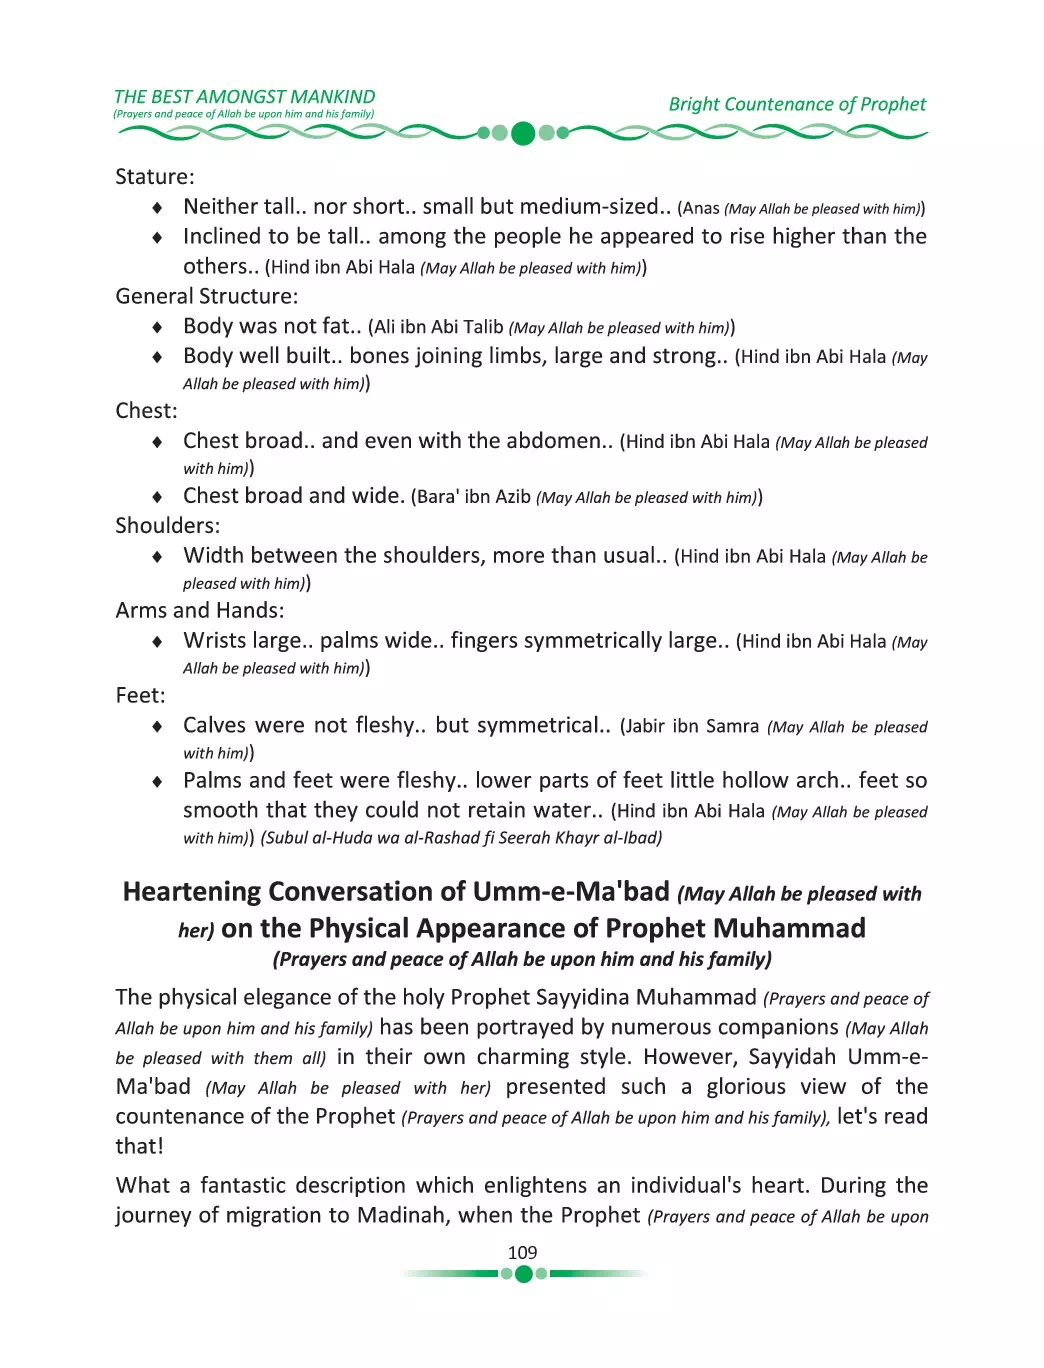 THE BEST AMONGST MANKIND
(Prayers and peace of Allah be upon him and his family)
Bright Countenance of Prophet
Stature:
♦ Neither tall.. nor short.. small but medium-sized.. (Anas (May Allah be pleased with him))
♦ Inclined to be tall.. among the people he appeared to rise higher than the
others.. (Hind ibn Abi Hala (May Allah be pleased with him))
General Structure:
♦ Body was not fat.. (Ali ibn Abi Talib (May Allah be pleased with him))
♦ Body well built.. bones joining limbs, large and strong.. (Hind ibn Abi Hala (May
Allah be pleased with him))
Chest:
♦ Chest broad.. and even with the abdomen.. (Hind ibn Abi Hala (May Allah be pleased
with him))
♦ Chest broad and wide. (Bara' ibn Azib (May Allah be pleased with him))
Shoulders:
♦ Width between the shoulders, more than usual.. (Hind ibn Abi Hala (May Allah be
pleased with him))
Arms and Hands:
♦ Wrists large.. palms wide.. fingers symmetrically large.. (Hind ibn Abi Hala (May
Allah be pleased with him))
Feet:
♦ Calves were not fleshy.. but symmetrical.. (Jabir ibn Samra (May Allah be pleased
with him))
♦ Palms and feet were fleshy.. lower parts of feet little hollow arch.. feet so
smooth that they could not retain water.. (Hind ibn Abi Hala (May Allah be pleased
with him)) (Subul al-Huda wa al-Rashad fi Seerah Khayr al-Ibad)
Heartening Conversation of Umm-e-Ma'bad (May Allah be pleased with
her) on the Physical Appearance of Prophet Muhammad
(Prayers and peace of Allah be upon him and his family)
The physical elegance of the holy Prophet Sayyidina Muhammad (Prayers and peace of
Allah be upon him and his family) has been portrayed by numerous companions (May Allah
be pleased with them all) in their own charming style. However, Sayyidah Umm-e-
Ma'bad (May Allah be pleased with her) presented such a glorious view of the
countenance of the Prophet (Prayers and peace of Allah be upon him and his family), let's read
that!
What a fantastic description which enlightens an individual's heart. During the
journey of migration to Madinah, when the Prophet (Prayers and peace of Allah be upon
109